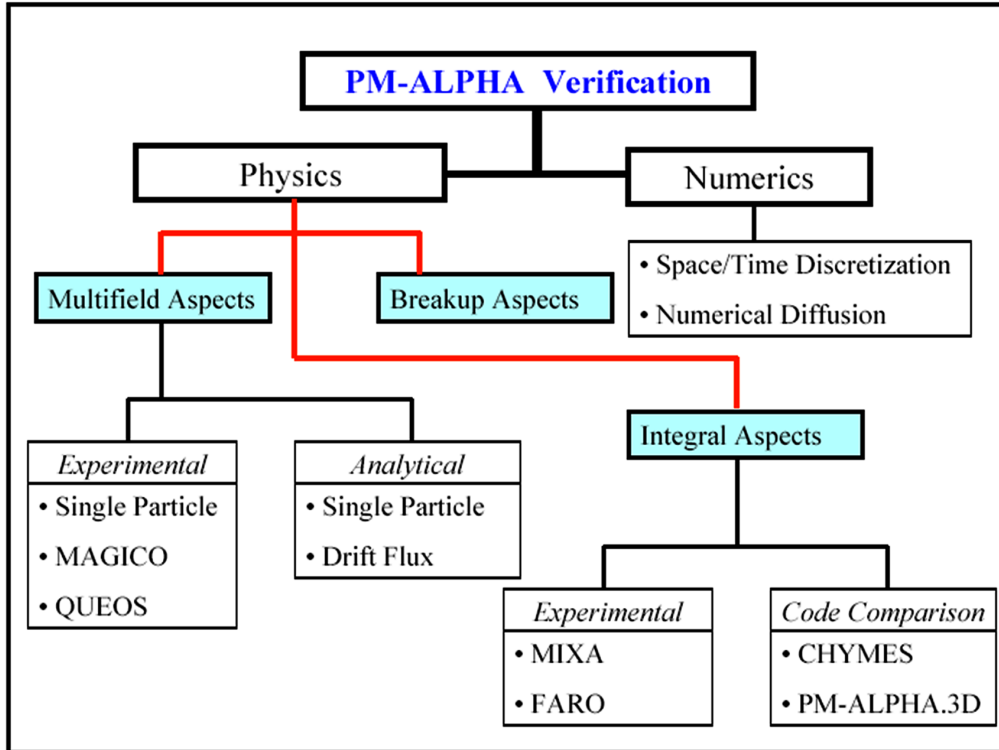 PM-ALPHA Verification
Physics
Numerics
• Space/Time Discretization
• Numerical Diffusion
Multifield Aspects
Breakup Aspects
Integral Aspects
Experimental
• Single Particle
• MAGICO
• QUEOS
Analytical
• Single Particle
• Drift Flux
Experimental
• MIXA
• FARO
Code Comparison
• CHYMES
• PM-ALPHA.3D